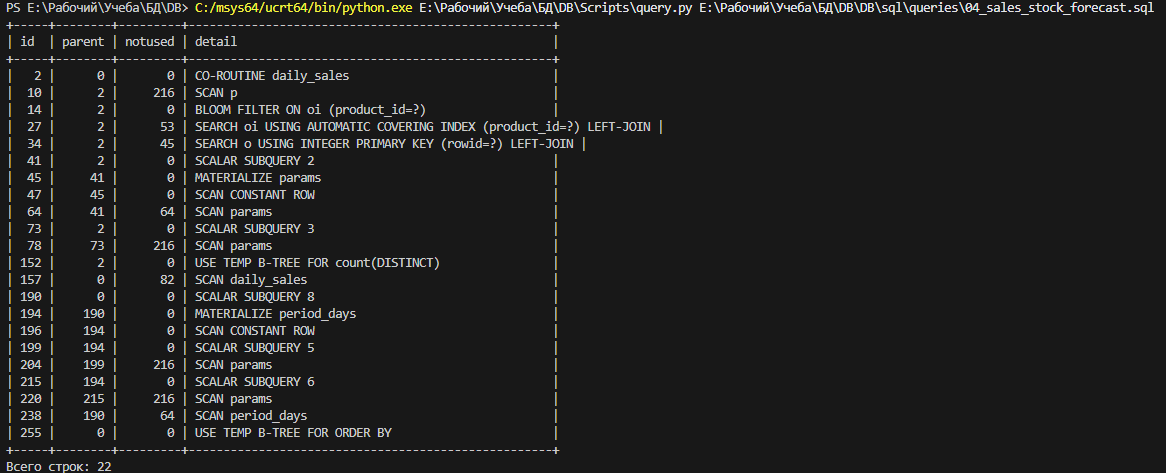 PS E:\Рабочий\Учеба\БД\DB> C:/msys64/ucrt64/bin/python.exe E:\Рабочий\Учеба\БД\DB\Scripts\query.py E:\Рабочий\Учеба\БД\DB\DB\sql\queries\04_sales_stock_forecast.sql
+-----+--------+---------+---------------------------------------------------+
| id | parent | notused | detail |
+-----+--------+---------+---------------------------------------------------+
| 2 | 0 | 0 | CO-ROUTINE daily_sales |
| 10 | 2 | 216 | SCAN p |
| 14 | 2 | 0 | BLOOM FILTER ON oi (product_id=?) |
| 27 | 2 | 53 | SEARCH oi USING AUTOMATIC COVERING INDEX (product_id=?) LEFT-JOIN |
| 34 | 2 | 45 | SEARCH o USING INTEGER PRIMARY KEY (rowid=?) LEFT-JOIN |
| 41 | 2 | 0 | SCALAR SUBQUERY 2 |
| 45 | 41 | 0 | MATERIALIZE params |
| 47 | 45 | 0 | SCAN CONSTANT ROW |
| 64 | 41 | 64 | SCAN params |
| 73 | 2 | 0 | SCALAR SUBQUERY 3 |
| 78 | 73 | 216 | SCAN params |
| 152 | 2 | 0 | USE TEMP B-TREE FOR count(DISTINCT) |
| 157 | 0 | 82 | SCAN daily_sales |
| 190 | 0 | 0 | SCALAR SUBQUERY 8 |
| 194 | 190 | 0 | MATERIALIZE period_days |
| 196 | 194 | 0 | SCAN CONSTANT ROW |
| 199 | 194 | 0 | SCALAR SUBQUERY 5 |
| 204 | 199 | 216 | SCAN params |
| 215 | 194 | 0 | SCALAR SUBQUERY 6 |
| 220 | 215 | 216 | SCAN params |
| 238 | 190 | 64 | SCAN period_days |
| 255 | 0 | 0 | USE TEMP B-TREE FOR ORDER BY |
+-----+--------+---------+---------------------------------------------------+
Всего строк: 22